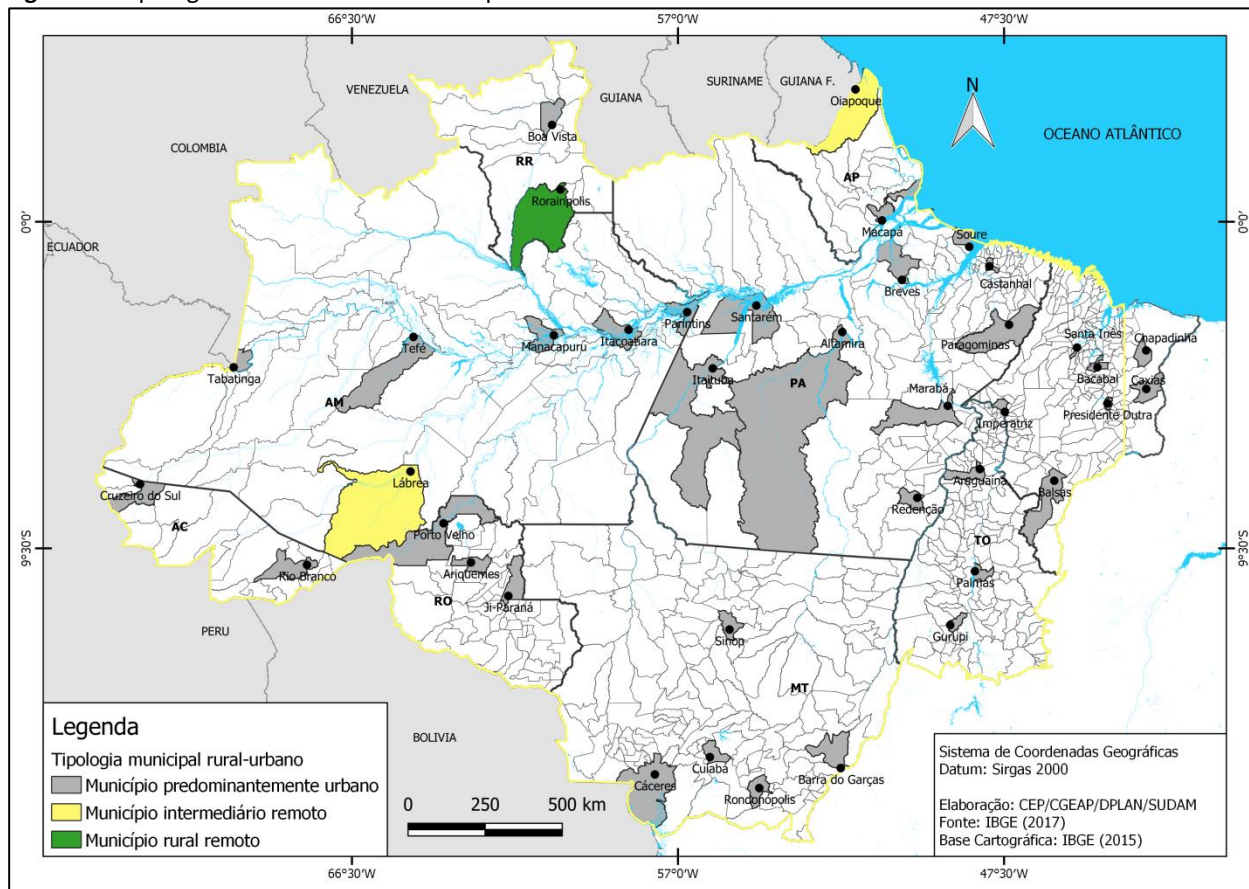 66°30'W 57°0'W 47°30'W
VENEZUELA
SURINAME
GUIANA F.
GUIANA
COLOMBIA
ECUADOR
PERU
BOLIVIA
OCEANO ATLÂNTICO
N
0°0'
0°0'
9°30'S
9°30'S
Oiapoque
Boa Vista
RR
Rorainpolis
AP
Macapá
Soure
Castanhal
Breves
Santarém
Parintins
Itacoatiara
Manacapuru
Tefé
Tabatinga
AM
Altamira
Itaituba
PA
Paragominas
Santa Inês
Chapadinha
Bacabal
Caxias
Presidente Dutra
Marabá
Imperatriz
Araguaina
Balsas
Redenção
TO
Palmas
Gurupi
Lábrea
Cruzeiro do Sul
AC
Rio Branco
Porto Velho
Ariquemes
RO
Ji-Paraná
Sinop
MT
Cáceres
Cuiabá
Rondonópolis
Barra do Garças
Legenda
Tipologia municipal rural-urbano
Município predominantemente urbano
Município intermediário remoto
Município rural remoto
0 250 500 km
Sistema de Coordenadas Geográficas
Datum: Sirgas 2000
Elaboração: CEP/CGEAP/DPLAN/SUDAM
Fonte: IBGE (2017)
Base Cartográfica: IBGE (2015)
66°30'W 57°0'W 47°30'W